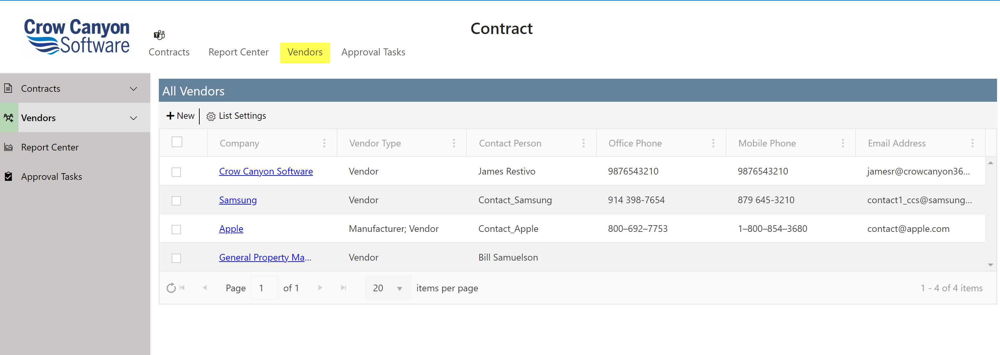 Crow Canyon
Software
Contract
Contracts Report Center Vendors Approval Tasks
Contracts
Vendors
Report Center
Approval Tasks
All Vendors
New List Settings
Company Vendor Type Contact Person Office Phone Mobile Phone Email Address
Crow Canyon Software Vendor James Restivo 9876543210 9876543210 jamesr@crowcanyon36...
Samsung Vendor Contact_Samsung 914 398-7654 879 645-3210 contact1_ccs@samsung...
Apple Manufacturer; Vendor Contact_Apple 800–692–7753 1–800–854–3680 contact@apple.com
General Property Ma... Vendor Bill Samuelson
Page 1 of 1 20 items per page 1 - 4 of 4 items